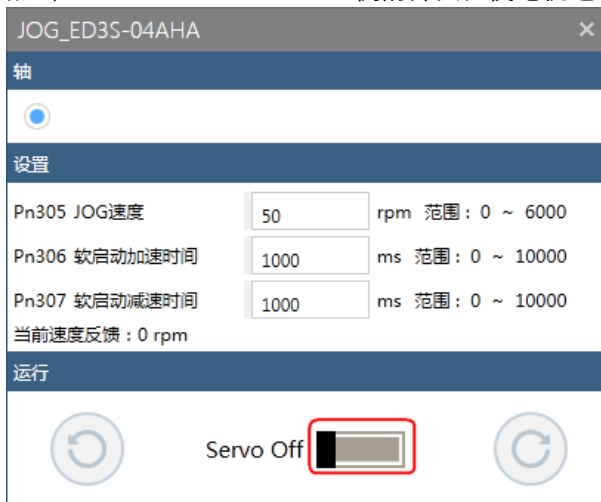 JOG_ED3S-04AHA
轴
设置
Pn305 JOG速度 50 rpm 范围：0 ~ 6000
Pn306 软启动加速时间 1000 ms 范围：0 ~ 10000
Pn307 软启动减速时间 1000 ms 范围：0 ~ 10000
当前速度反馈：0 rpm
运行
Servo Off